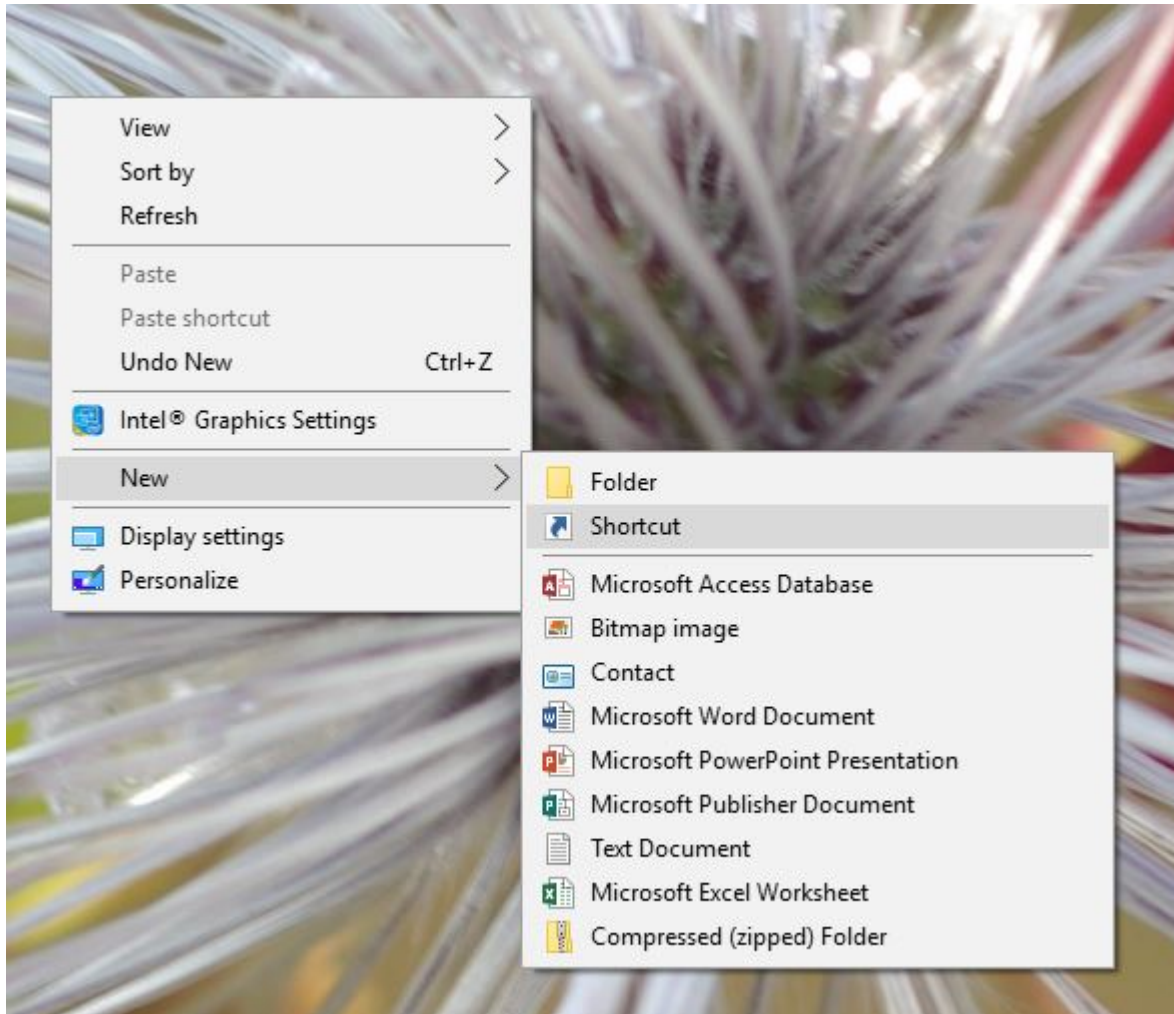 View
Sort by
Refresh
Paste
Paste shortcut
Undo New Ctrl+Z
Intel® Graphics Settings
New
Display settings
Personalize
Folder
Shortcut
Microsoft Access Database
Bitmap image
Contact
Microsoft Word Document
Microsoft PowerPoint Presentation
Microsoft Publisher Document
Text Document
Microsoft Excel Worksheet
Compressed (zipped) Folder